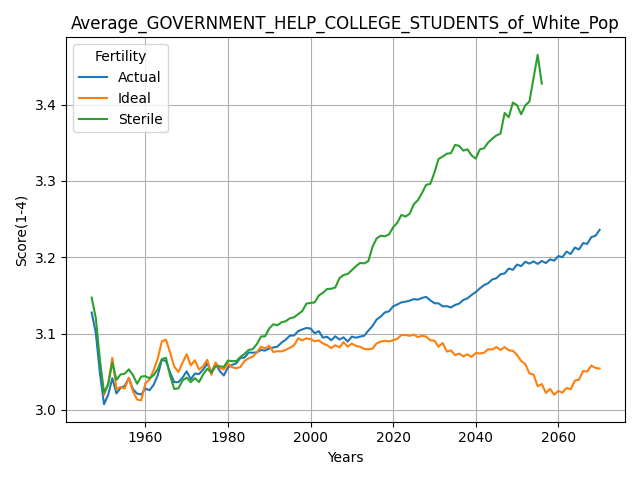 Average_GOVERNMENT_HELP_COLLEGE_STUDENTS_of_White_Pop
Fertility
Actual
Ideal
Sterile
Score(1-4)
3.4
3.3
3.2
3.1
3.0
1960 1980 2000 2020 2040 2060
Years